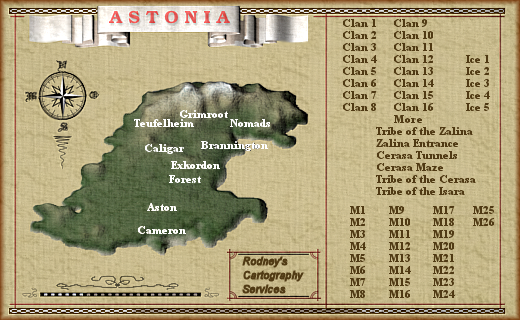 ASTONIA
N
W
E
S
Grimroot
Teufelheim
Nomads
Caligar
Brannington
Exkordon
Forest
Aston
Cameron
Rodney's
Cartography
Services
Clan 1 Clan 9
Clan 2 Clan 10
Clan 3 Clan 11
Clan 4 Clan 12 Ice 1
Clan 5 Clan 13 Ice 2
Clan 6 Clan 14 Ice 3
Clan 7 Clan 15 Ice 4
Clan 8 Clan 16 Ice 5
More
Tribe of the Zalina
Zalina Entrance
Cerasa Tunnels
Cerasa Maze
Tribe of the Cerasa
Tribe of the Isara
M1 M9 M17 M25
M2 M10 M18 M26
M3 M11 M19
M4 M12 M20
M5 M13 M21
M6 M14 M22
M7 M15 M23
M8 M16 M24